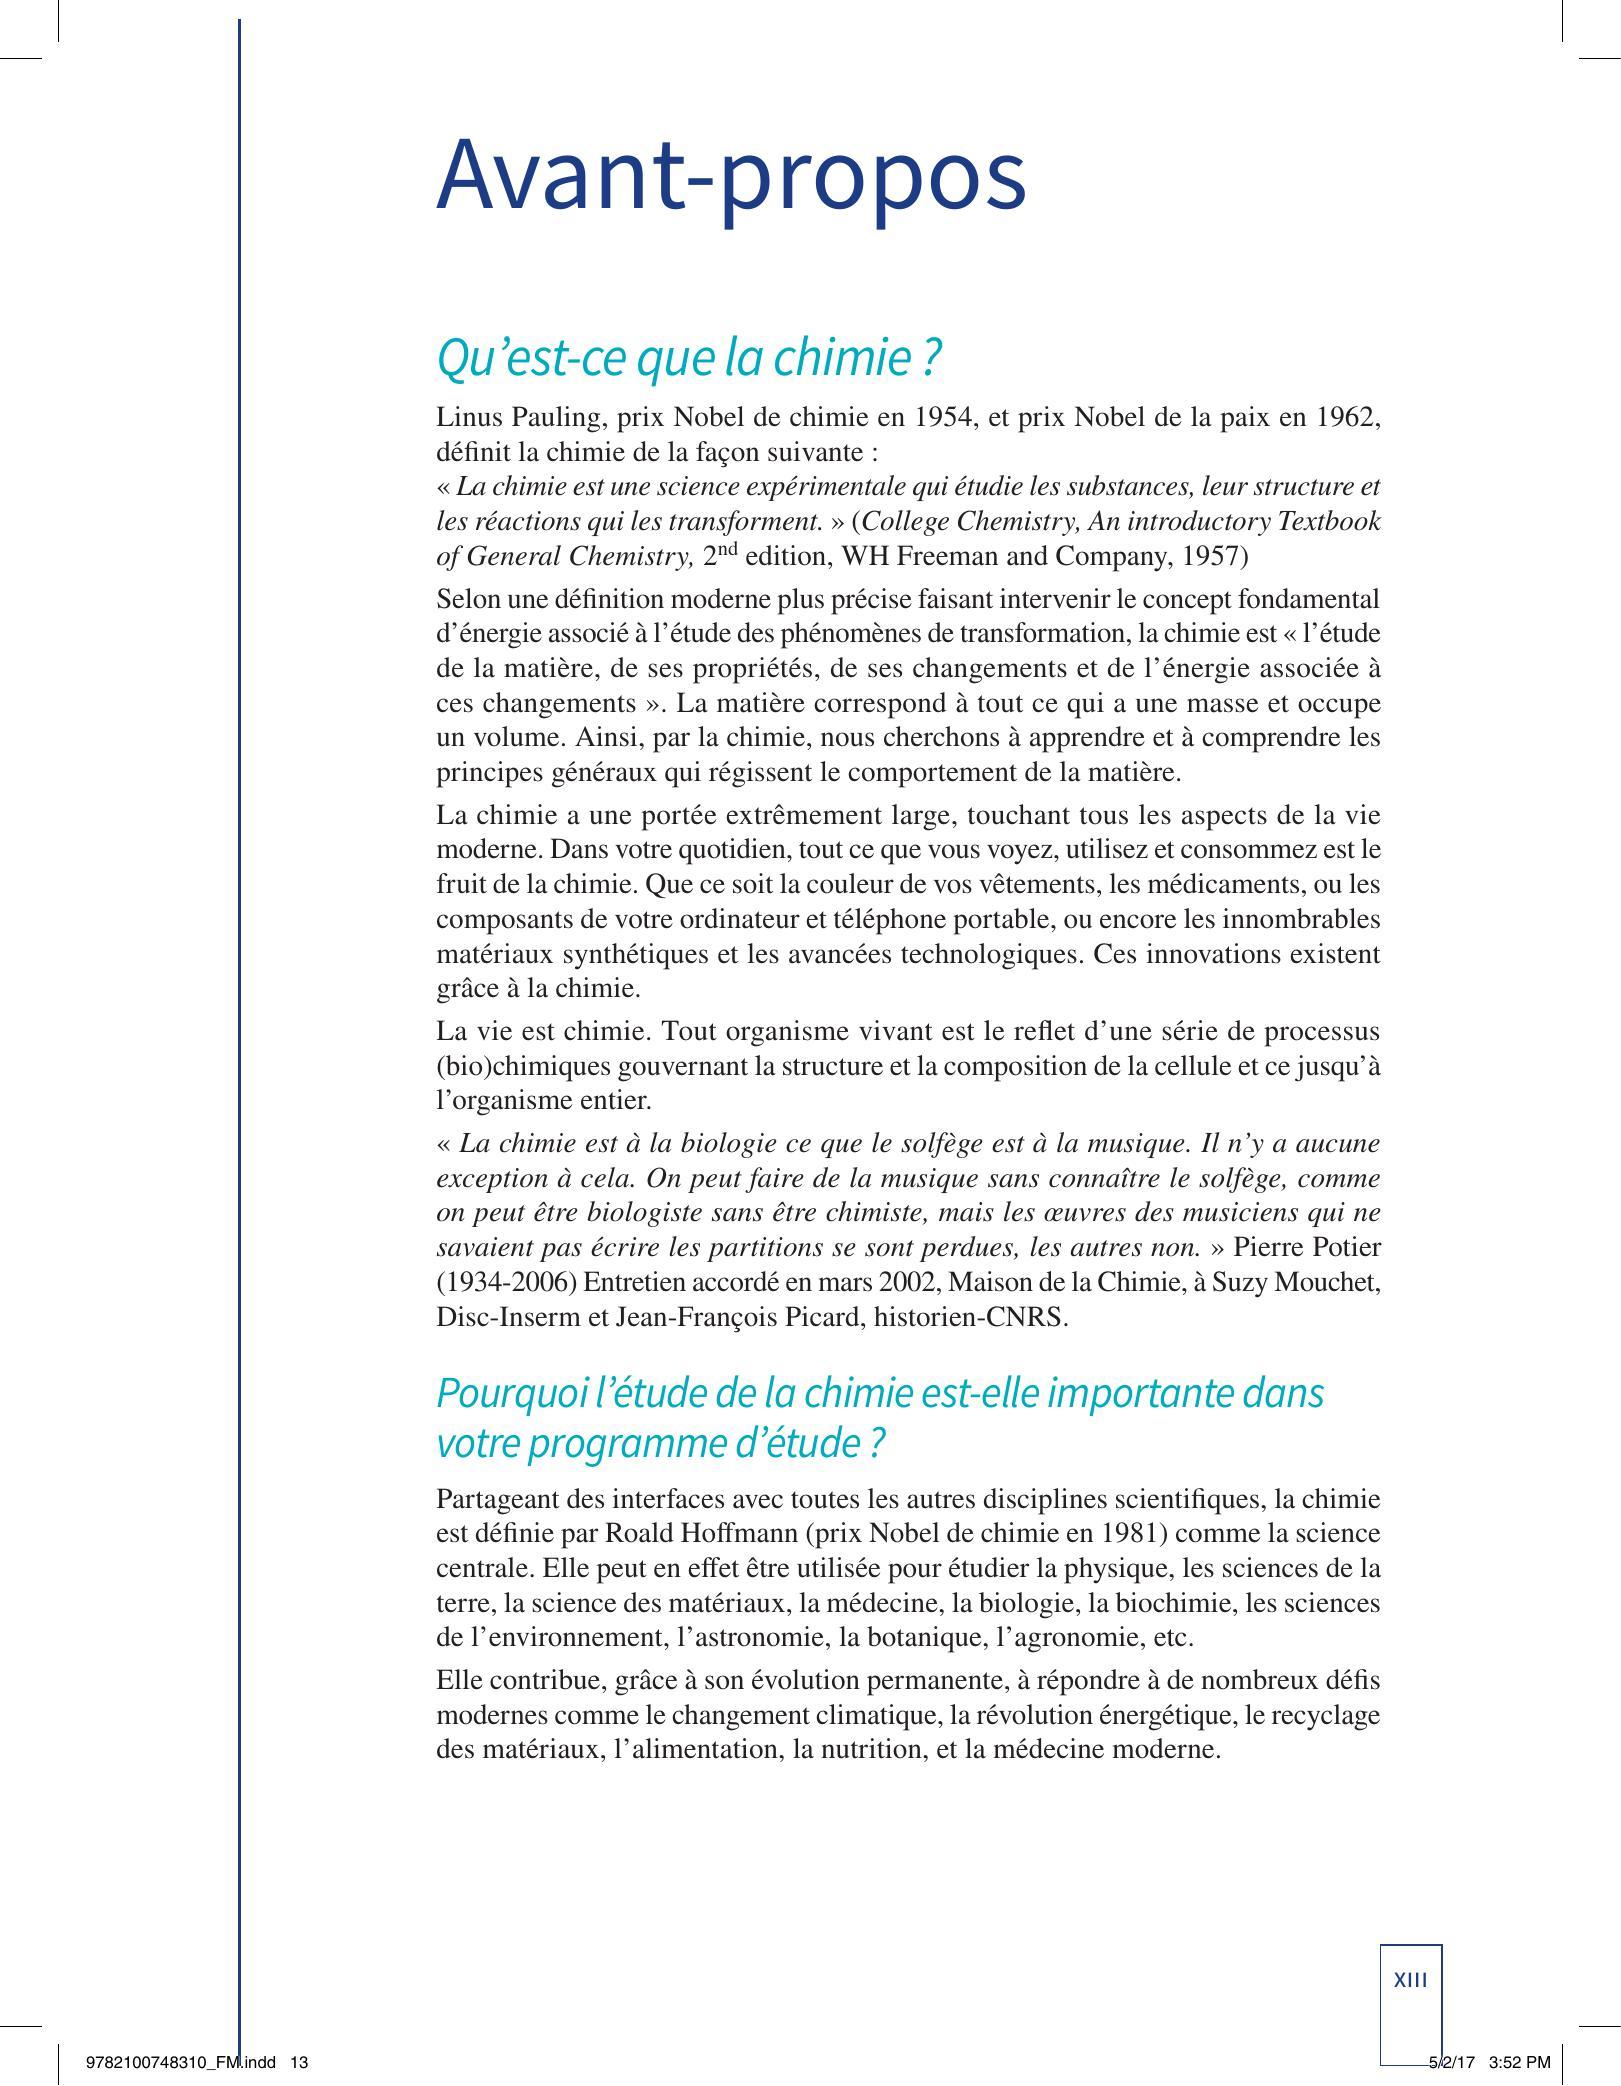 Avant-propos
Qu’est-ce que la chimie ?
Linus Pauling, prix Nobel de chimie en 1954, et prix Nobel de la paix en 1962,
définit la chimie de la façon suivante :
« La chimie est une science expérimentale qui étudie les substances, leur structure et
les réactions qui les transforment. » (College Chemistry, An introductory Textbook
of General Chemistry, 2nd edition, WH Freeman and Company, 1957)
Selon une définition moderne plus précise faisant intervenir le concept fondamental
d’énergie associé à l’étude des phénomènes de transformation, la chimie est « l’étude
de la matière, de ses propriétés, de ses changements et de l’énergie associée à
ces changements ». La matière correspond à tout ce qui a une masse et occupe
un volume. Ainsi, par la chimie, nous cherchons à apprendre et à comprendre les
principes généraux qui régissent le comportement de la matière.
La chimie a une portée extrêmement large, touchant tous les aspects de la vie
moderne. Dans votre quotidien, tout ce que vous voyez, utilisez et consommez est le
fruit de la chimie. Que ce soit la couleur de vos vêtements, les médicaments, ou les
composants de votre ordinateur et téléphone portable, ou encore les innombrables
matériaux synthétiques et les avancées technologiques. Ces innovations existent
grâce à la chimie.
La vie est chimie. Tout organisme vivant est le reflet d’une série de processus
(bio)chimiques gouvernant la structure et la composition de la cellule et ce jusqu’à
l’organisme entier.
« La chimie est à la biologie ce que le solfège est à la musique. Il n’y a aucune
exception à cela. On peut faire de la musique sans connaître le solfège, comme
on peut être biologiste sans être chimiste, mais les œuvres des musiciens qui ne
savaient pas écrire les partitions se sont perdues, les autres non. » Pierre Potier
(1934-2006) Entretien accordé en mars 2002, Maison de la Chimie, à Suzy Mouchet,
Disc-Inserm et Jean-François Picard, historien-CNRS.
Pourquoi l’étude de la chimie est-elle importante dans
votre programme d’étude ?
Partageant des interfaces avec toutes les autres disciplines scientifiques, la chimie
est définie par Roald Hoffmann (prix Nobel de chimie en 1981) comme la science
centrale. Elle peut en effet être utilisée pour étudier la physique, les sciences de la
terre, la science des matériaux, la médecine, la biologie, la biochimie, les sciences
de l’environnement, l’astronomie, la botanique, l’agronomie, etc.
Elle contribue, grâce à son évolution permanente, à répondre à de nombreux défis
modernes comme le changement climatique, la révolution énergétique, le recyclage
des matériaux, l’alimentation, la nutrition, et la médecine moderne.
XIII
9782100748310_FM.indd 13
5/2/17 3:52 PM